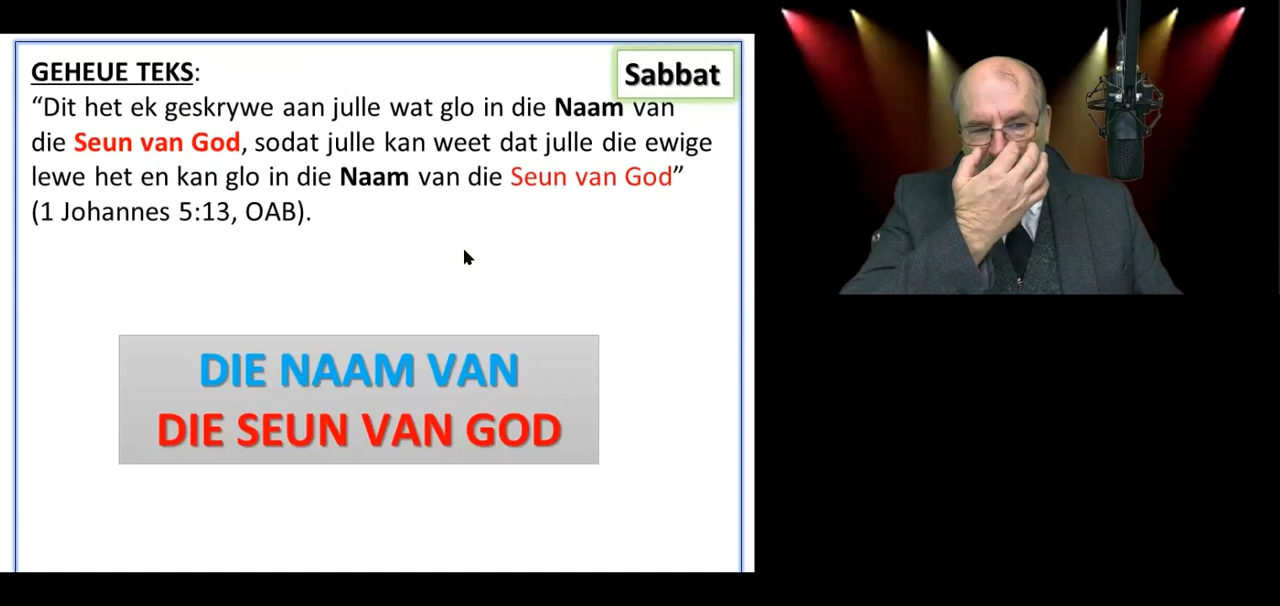 GEHEUE TEKS:
Sabbat
“Dit het ek geskrywe aan julle wat glo in die Naam van
die Seun van God, sodat julle kan weet dat julle die ewige
lewe het en kan glo in die Naam van die Seun van God”
(1 Johannes 5:13, OAB).
DIE NAAM VAN
DIE SEUN VAN GOD